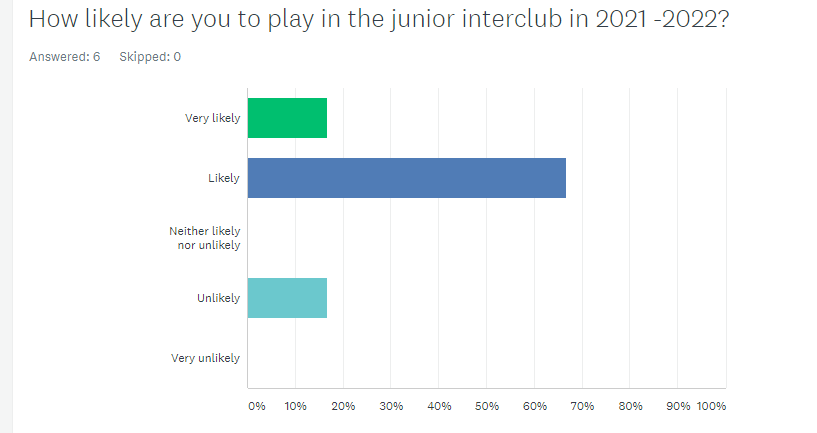 How likely are you to play in the junior interclub in 2021 -2022?
Answered: 6 Skipped: 0
Very likely
Likely
Neither likely
nor unlikely
Unlikely
Very unlikely
0% 10% 20% 30% 40% 50% 60% 70% 80% 90% 100%